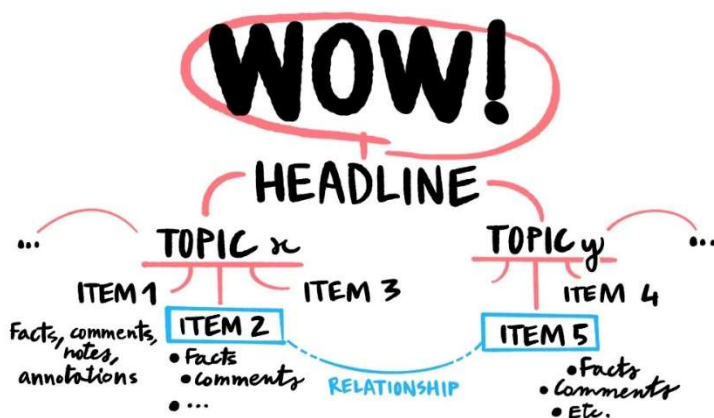 WOW!
HEADLINE
... TOPIC x TOPIC y ...
ITEM 1 ITEM 3 ITEM 4
ITEM 2 ITEM 5
Facts, comments,
notes,
annotations
• Facts
• Comments
• ...
RELATIONSHIP
• Facts
• Comments
• Etc.